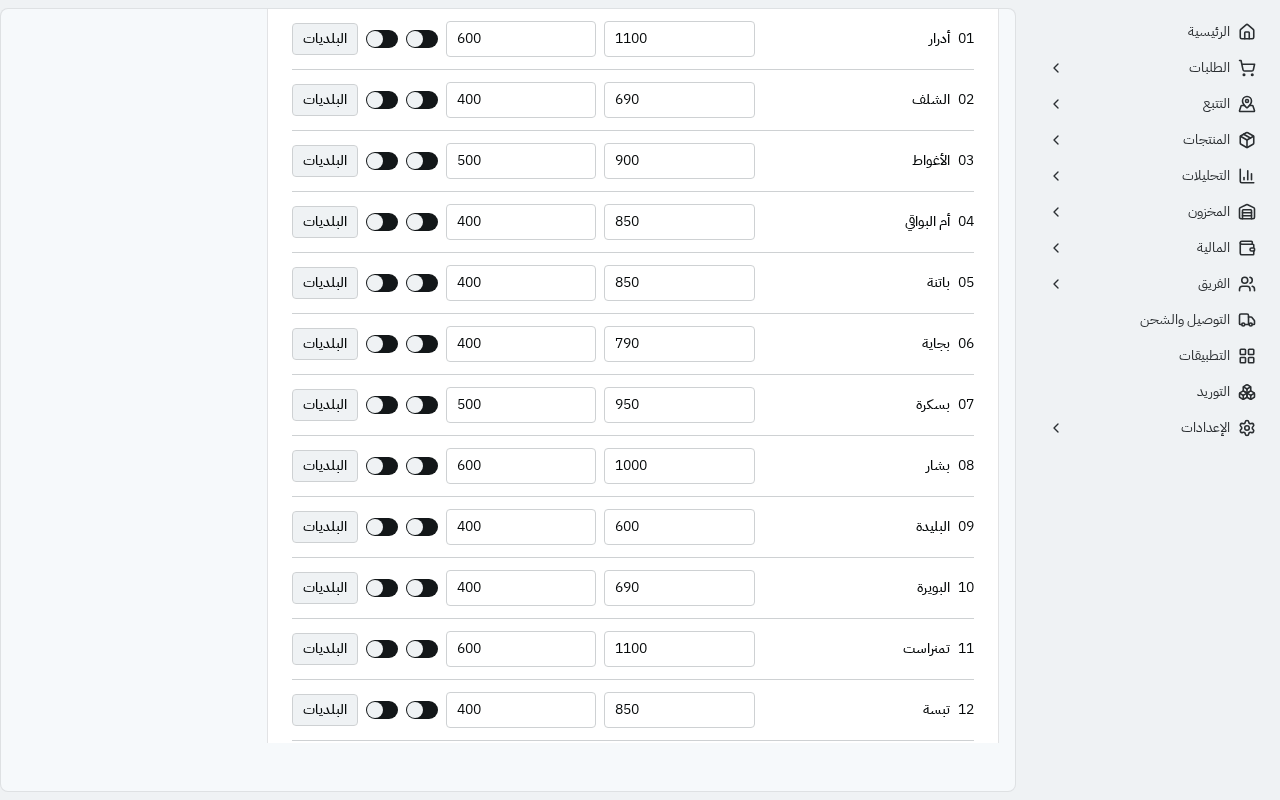 الرئيسية
الطلبات
التتبع
المنتجات
التحليلات
المخزون
المالية
الفريق
التوصيل والشحن
التطبيقات
التوريد
الإعدادات
01 أدرار 1100 600 البلديات
02 الشلف 690 400 البلديات
03 الأغواط 900 500 البلديات
04 أم البواقي 850 400 البلديات
05 باتنة 850 400 البلديات
06 بجاية 790 400 البلديات
07 بسكرة 950 500 البلديات
08 بشار 1000 600 البلديات
09 البليدة 600 400 البلديات
10 البويرة 690 400 البلديات
11 تمنراست 1100 600 البلديات
12 تبسة 850 400 البلديات